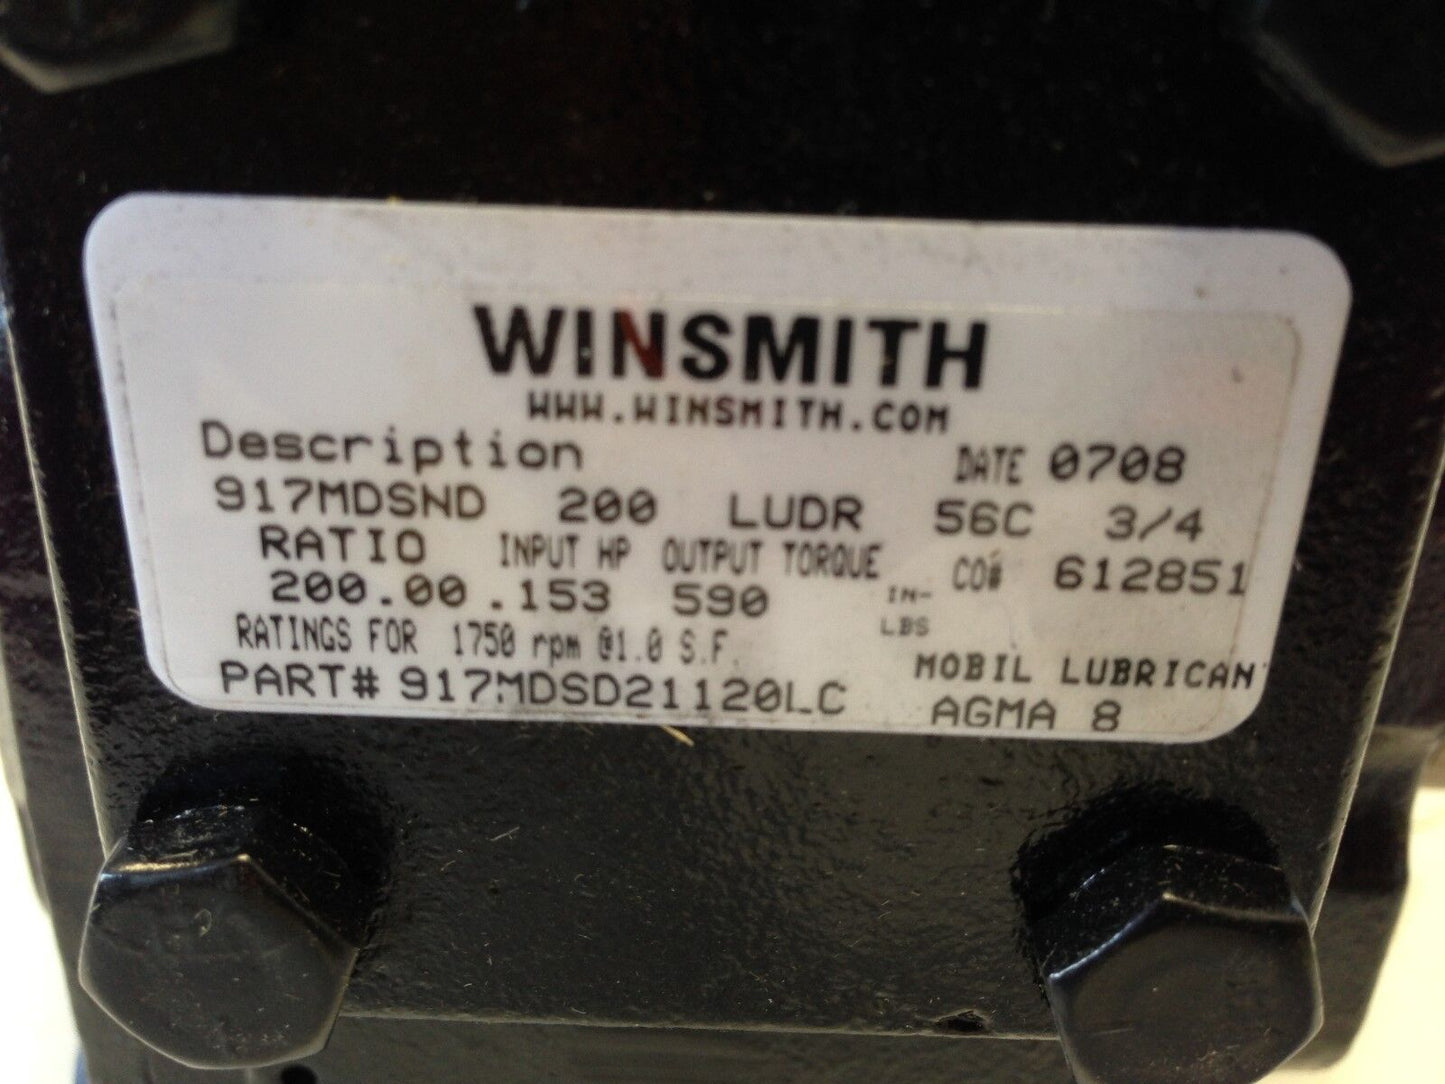 WINSMITH
WWW.WINSMITH.COM
Description DATE 0708
917MDSND 200 LUDR 56C 3/4
RATIO INPUT HP OUTPUT TORQUE CO# 612851
200.00 .153 590 IN-
LBS
RATINGS FOR 1750 rpm @1.0 S.F.
MOBIL LUBRICAN
PART# 917MDSD21120LC AGMA 8